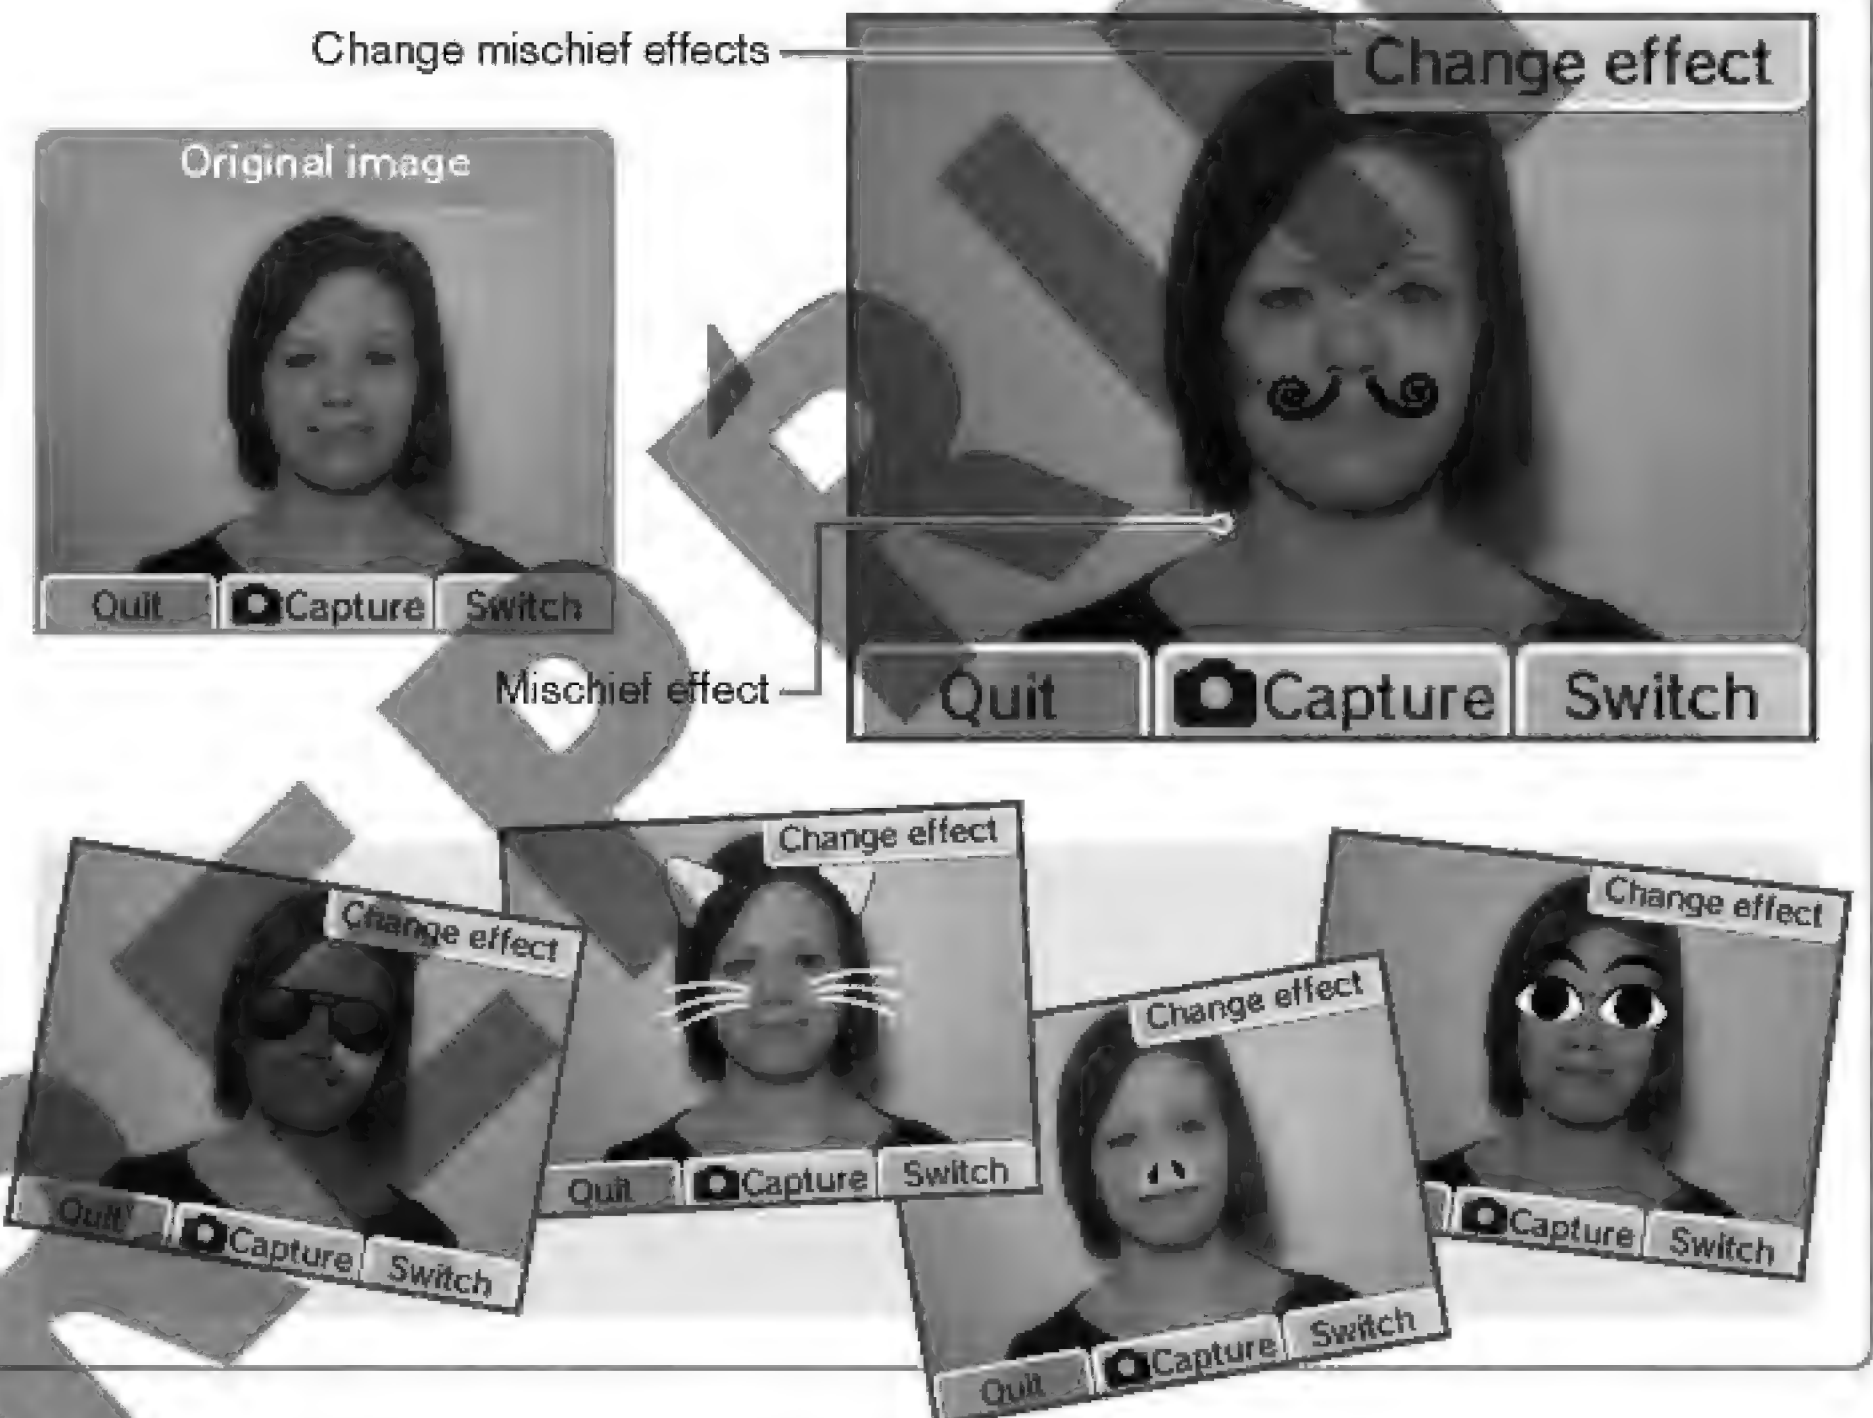 Change mischief effects
Change effect
Original image
Quit
Capture
Switch
Mischief effect
Quit
Capture
Switch
Change effect
Quit
Capture
Switch
Change effect
Quit
Capture
Switch
Change effect
Quit
Capture
Switch
Change effect
Capture
Switch